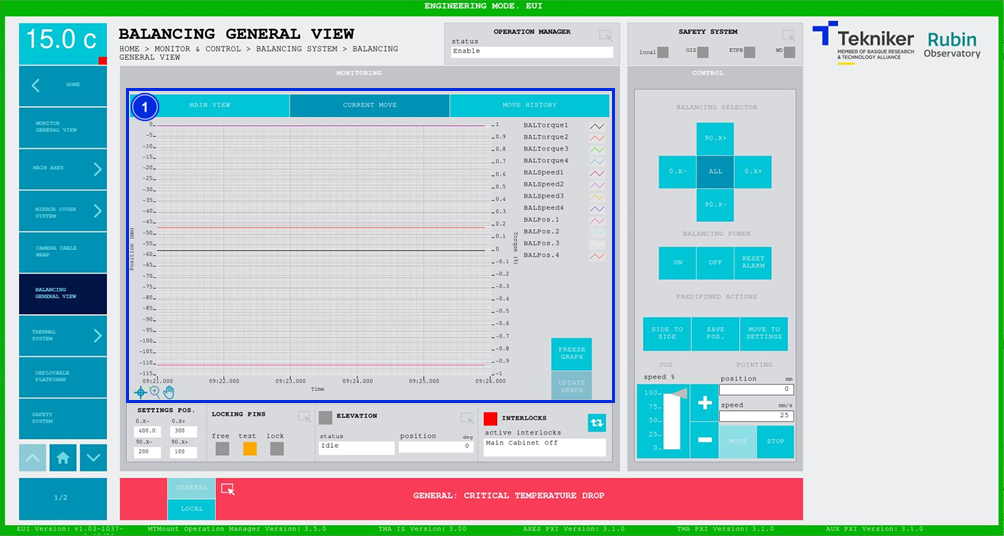 ENGINEERING MODE. EUI
15.0 c
BALANCING GENERAL VIEW
HOME > MONITOR & CONTROL > BALANCING SYSTEM > BALANCING
GENERAL VIEW
OPERATION MANAGER
status
Enable
SAFETY SYSTEM
local
GIS
ETPB
WD
Tekniker
MEMBER OF BASQUE RESEARCH
& TECHNOLOGY ALLIANCE
Rubin
Observatory
HOME
MONITOR
GENERAL VIEW
MAIN AXES
MIRROR COVER
SYSTEM
CAMERA CABLE
WRAP
BALANCING
GENERAL VIEW
THERMAL
SYSTEM
DEPLOYABLE
PLATFORMS
SAFETY
SYSTEM
1/2
MONITORING
1
MAIN VIEW
CURRENT MOVE
MOVE HISTORY
0
-5
-10
-15
-20
-25
-30
-35
-40
-45
-50
-55
-60
-65
-70
-75
-80
-85
-90
-95
-100
-105
-110
-115
Position (mm)
1
0.9
0.8
0.7
0.6
0.5
0.4
0.3
0.2
0.1
0
-0.1
-0.2
-0.3
-0.4
-0.5
-0.6
-0.7
-0.8
-0.9
-1
Torque (%)
09:21.000
09:22.000
09:23.000
09:24.000
09:25.000
09:26.000
Time
BALTorque1
BALTorque2
BALTorque3
BALTorque4
BALSpeed1
BALSpeed2
BALSpeed3
BALSpeed4
BALPos.1
BALPos.2
BALPos.3
BALPos.4
FREEZE
GRAPH
UPDATE
GRAPH
SETTINGS POS.
0.X-
0.X+
400.0
300
90.X-
90.X+
200
100
LOCKING PINS
free
test
lock
ELEVATION
status
Idle
position
deg
0
INTERLOCKS
active interlocks
Main Cabinet Off
CONTROL
BALANCING SELECTOR
90.X+
0.X-
ALL
0.X+
90.X-
BALANCING POWER
ON
OFF
RESET
ALARM
PREDIFINED ACTIONS
SIDE TO
SIDE
SAVE
POS.
MOVE TO
SETTINGS
JOG
speed %
100
75
50
25
0
+
-
POINTING
position
mm
0
speed
mm/s
25
MOVE
STOP
GENERAL
LOCAL
GENERAL: CRITICAL TEMPERATURE DROP
EUI Version: v1.03-1037-
MTMount Operation Manager Version: 3.5.0
TMA IS Version: 3.00
AXES PXI Version: 3.1.0
TMA PXI Version: 3.1.0
AUX PXI Version: 3.1.0